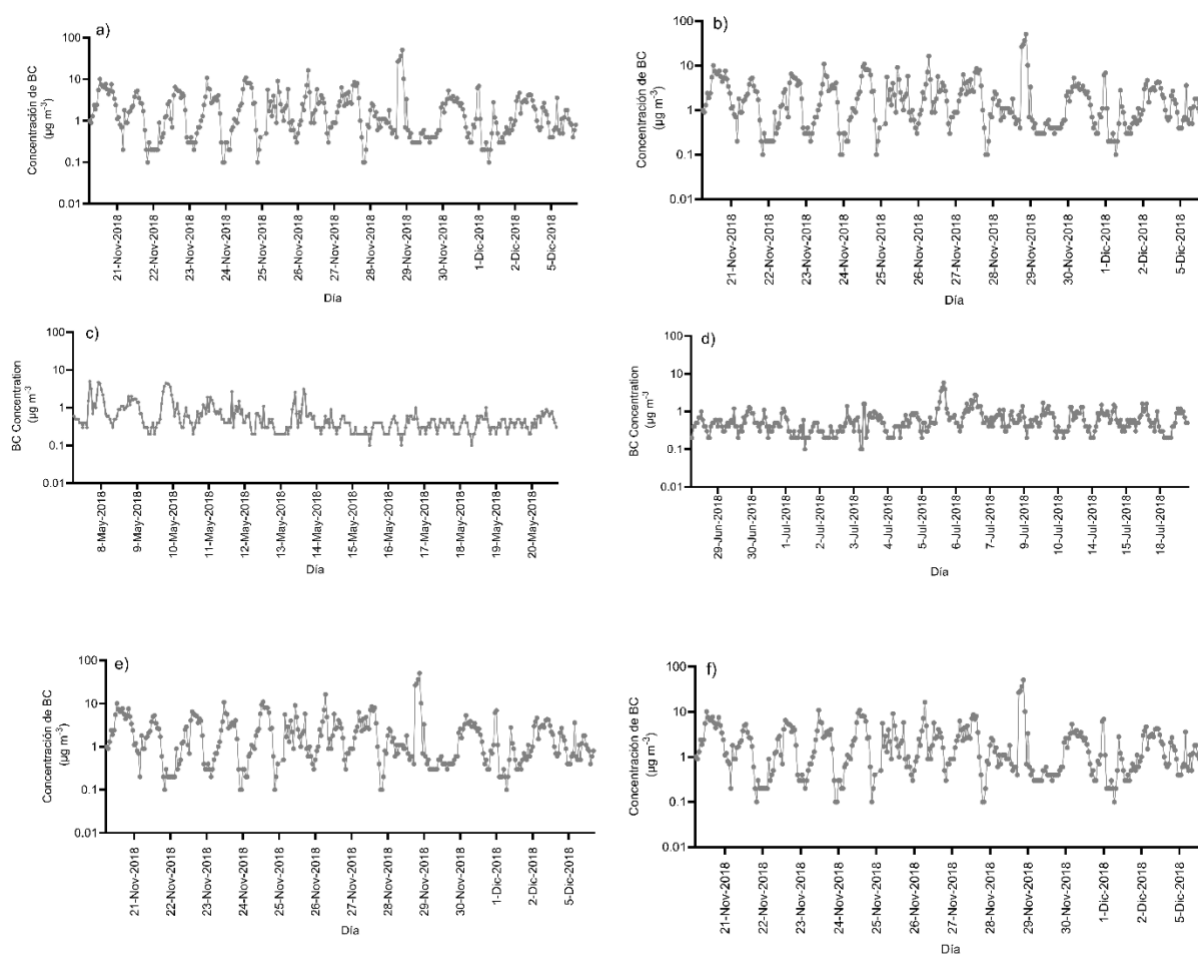 a)
Concentración de BC
(µg m-3)
100
10
1
0.1
0.01
21-Nov-2018
22-Nov-2018
23-Nov-2018
24-Nov-2018
25-Nov-2018
26-Nov-2018
27-Nov-2018
28-Nov-2018
29-Nov-2018
30-Nov-2018
1-Dic-2018
2-Dic-2018
5-Dic-2018
Día
b)
Concentración de BC
(µg m-3)
100
10
1
0.1
0.01
21-Nov-2018
22-Nov-2018
23-Nov-2018
24-Nov-2018
25-Nov-2018
26-Nov-2018
27-Nov-2018
28-Nov-2018
29-Nov-2018
30-Nov-2018
1-Dic-2018
2-Dic-2018
5-Dic-2018
Día
c)
BC Concentration
(µg m-3)
100
10
1
0.1
0.01
8-May-2018
9-May-2018
10-May-2018
11-May-2018
12-May-2018
13-May-2018
14-May-2018
15-May-2018
16-May-2018
17-May-2018
18-May-2018
19-May-2018
20-May-2018
Día
d)
BC Concentration
(µg m-3)
100
10
1
0.1
0.01
29-Jun-2018
30-Jun-2018
1-Jul-2018
2-Jul-2018
3-Jul-2018
4-Jul-2018
5-Jul-2018
6-Jul-2018
7-Jul-2018
9-Jul-2018
10-Jul-2018
14-Jul-2018
15-Jul-2018
18-Jul-2018
Día
e)
Concentración de BC
(µg m-3)
100
10
1
0.1
0.01
21-Nov-2018
22-Nov-2018
23-Nov-2018
24-Nov-2018
25-Nov-2018
26-Nov-2018
27-Nov-2018
28-Nov-2018
29-Nov-2018
30-Nov-2018
1-Dic-2018
2-Dic-2018
5-Dic-2018
Día
f)
Concentración de BC
(µg m-3)
100
10
1
0.1
0.01
21-Nov-2018
22-Nov-2018
23-Nov-2018
24-Nov-2018
25-Nov-2018
26-Nov-2018
27-Nov-2018
28-Nov-2018
29-Nov-2018
30-Nov-2018
1-Dic-2018
2-Dic-2018
5-Dic-2018
Día